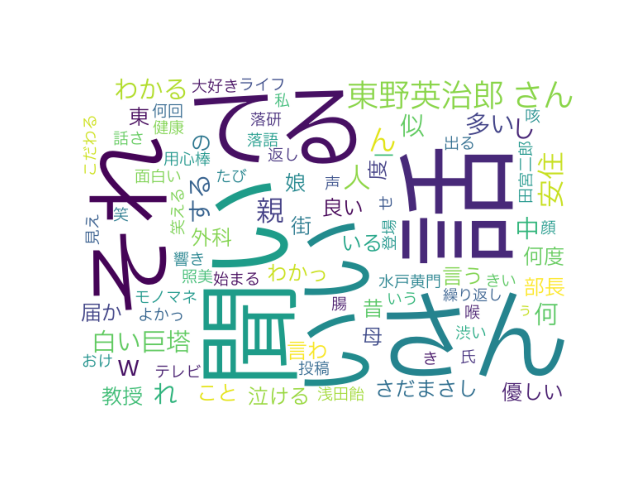 それ
てる
話
聞い
いい
さん
わかる
大好き
ライフ
私
東野英治郎 さん
東
何回
健康
落研
落語
返し
ん
似
多い
し
咳
出る
こだわる
話さ
用心棒
する
の
面白い
たび
娘
声
度
人
せ
登場
田宮二郎
安住
見え
笑
笑える
親
良い
街
いる
中
顔
外科
響き
照美
始まる
わかっ
水戸黄門
言う
きい
何度
部長
モノマネ
届か
よかっ
腸
昔
いう
繰り返し
喉
ぅ
何
白い巨塔
w
おけ
テレビ
言わ
投稿
母
渋い
き
氏
教授
れ
こと
泣ける
浅田飴
さだまさし
優しい